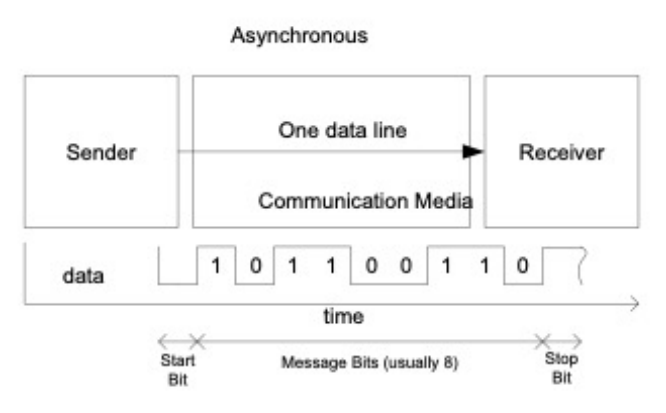 Asynchronous
Sender
One data line
Receiver
Communication Media
data
1 0 1 1 0 0 1 1 0
time
Start
Bit
Message Bits (usually 8)
Stop
Bit